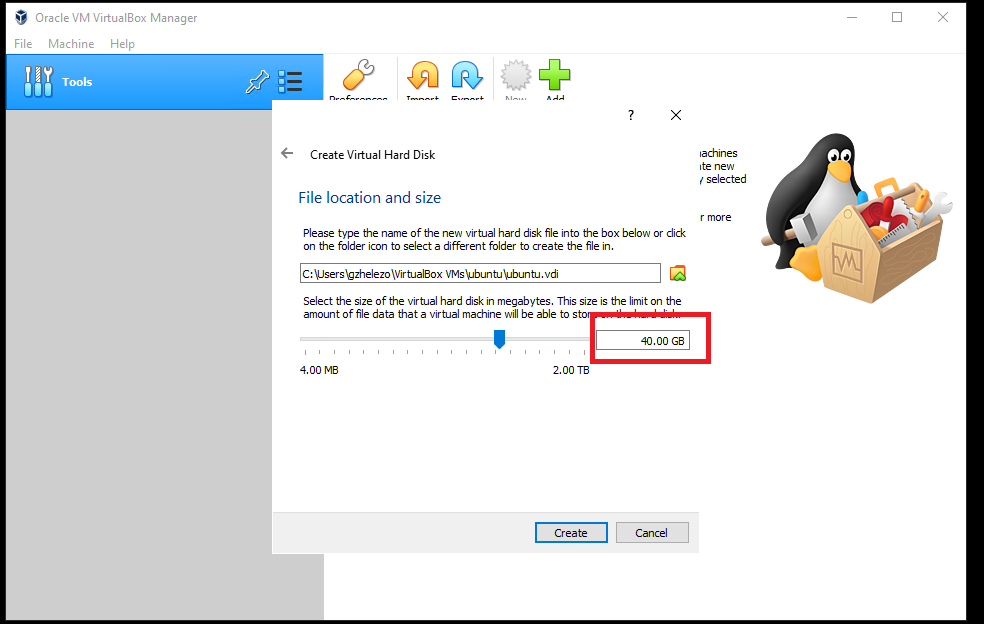 Oracle VM VirtualBox Manager
File Machine Help
Tools
Preferences Import Export New Add
?
Create Virtual Hard Disk
File location and size
Please type the name of the new virtual hard disk file into the box below or click
on the folder icon to select a different folder to create the file in.
C:\Users\gzhelezo\VirtualBox VMs\ubuntu\ubuntu.vdi
Select the size of the virtual hard disk in megabytes. This size is the limit on the
amount of file data that a virtual machine will be able to store on the hard disk.
40.00 GB
4.00 MB 2.00 TB
Create Cancel
new
selected
more